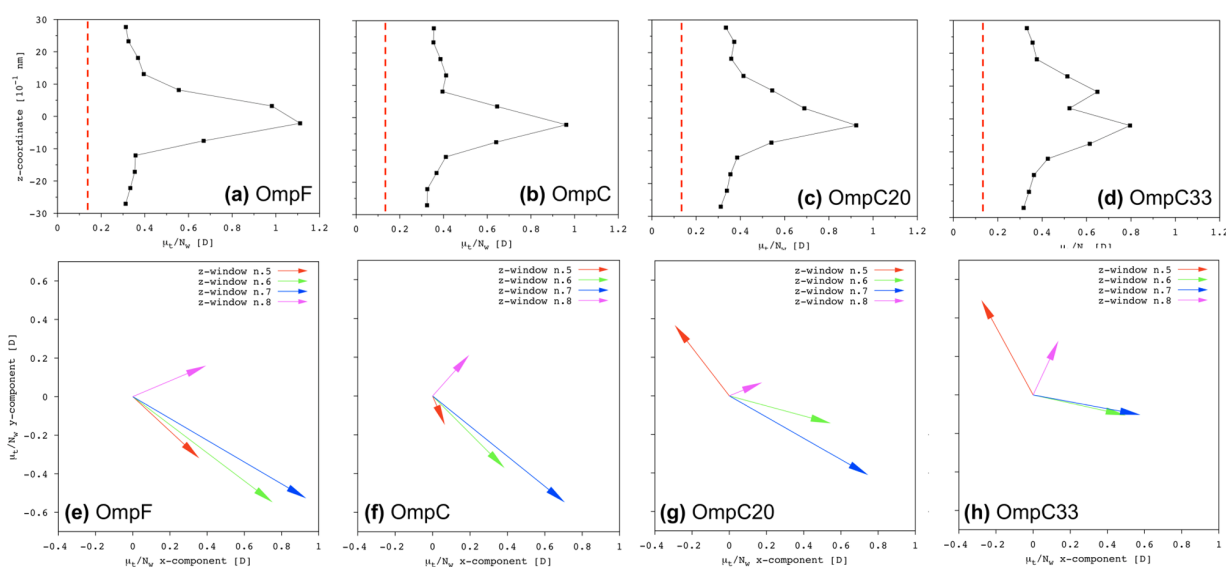 30
20
10
0
−10
−20
−30
z-coordinate [10⁻¹ nm]
(a) OmpF
0 0.2 0.4 0.6 0.8 1 1.2
μt/Nw [D]
(b) OmpC
0 0.2 0.4 0.6 0.8 1 1.2
μt/Nw [D]
(c) OmpC20
0 0.2 0.4 0.6 0.8 1 1.2
μt/Nw [D]
(d) OmpC33
0 0.2 0.4 0.6 0.8 1 1.2
[D]
0.6
0.4
0.2
0
−0.2
−0.4
−0.6
μt/Nw y-component [D]
z-window n.5
z-window n.6
z-window n.7
z-window n.8
(e) OmpF
−0.4 −0.2 0 0.2 0.4 0.6 0.8 1
μt/Nw x-component [D]
z-window n.5
z-window n.6
z-window n.7
z-window n.8
(f) OmpC
−0.4 −0.2 0 0.2 0.4 0.6 0.8 1
μt/Nw x-component [D]
z-window n.5
z-window n.6
z-window n.7
z-window n.8
(g) OmpC20
−0.4 −0.2 0 0.2 0.4 0.6 0.8 1
μt/Nw x-component [D]
z-window n.5
z-window n.6
z-window n.7
z-window n.8
(h) OmpC33
−0.4 −0.2 0 0.2 0.4 0.6 0.8 1
μt/Nw x-component [D]